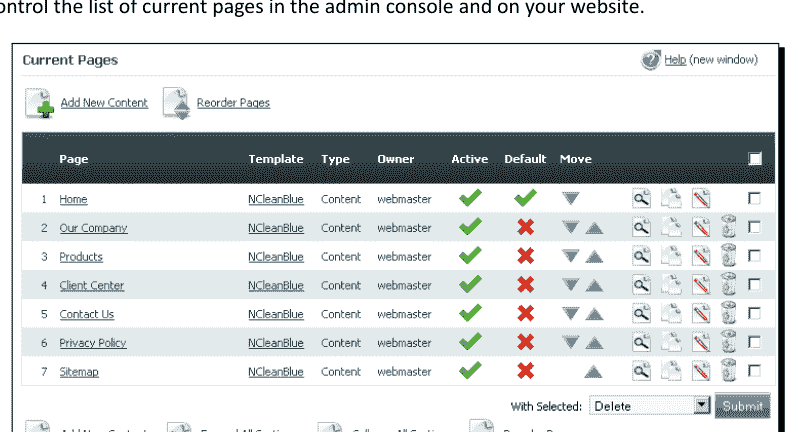 ontrol the list of current pages in the admin console and on your website.
Current Pages
Help (new window)
Add New Content Reorder Pages
Page Template Type Owner Active Default Move
1 Home NCleanBlue Content webmaster
2 Our Company NCleanBlue Content webmaster
3 Products NCleanBlue Content webmaster
4 Client Center NCleanBlue Content webmaster
5 Contact Us NCleanBlue Content webmaster
6 Privacy Policy NCleanBlue Content webmaster
7 Sitemap NCleanBlue Content webmaster
With Selected: Delete Submit